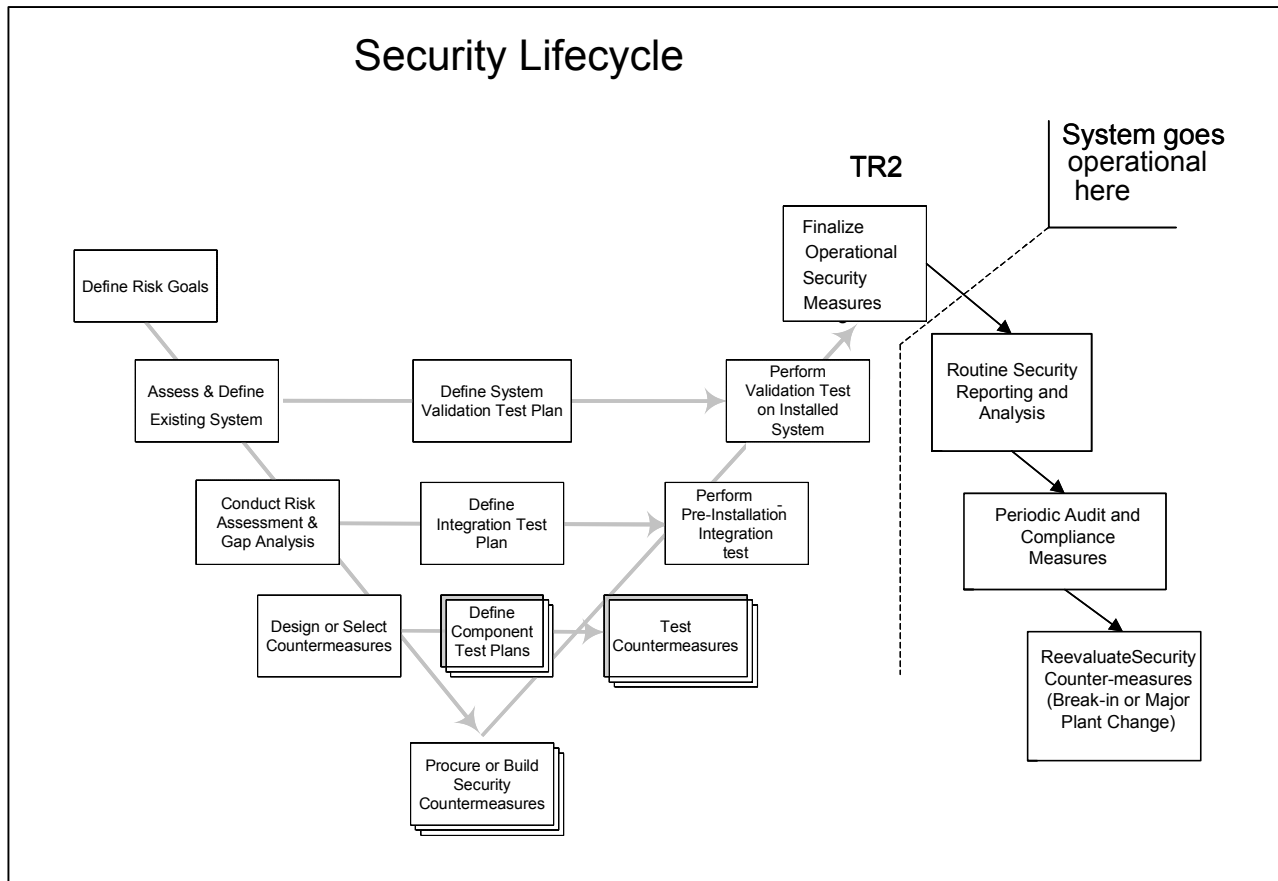 Security Lifecycle
System goes
operational
here
TR2
Finalize
Operational
Security
Measures
Define Risk Goals
Assess & Define
Existing System
Define System
Validation Test Plan
Perform
Validation Test
on Installed
System
Routine Security
Reporting and
Analysis
Conduct Risk
Assessment &
Gap Analysis
Define
Integration Test
Plan
Perform
Pre-Installation-
Integration
test
Periodic Audit and
Compliance
Measures
Design or Select
Countermeasures
Define
Component
Test Plans
Test
Countermeasures
ReevaluateSecurity
Counter-measures
(Break-in or Major
Plant Change)
Procure or Build
Security
Countermeasures